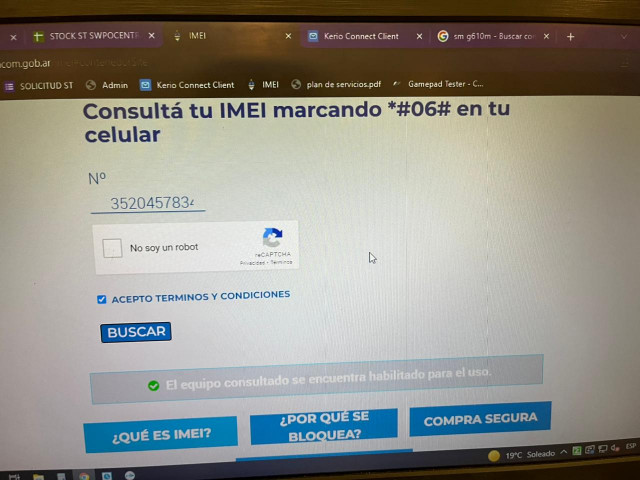 STOCK ST SWPOCENTR
IMEI
Kerio Connect Client
sm g610m - Buscar co
com.gob.ar
SOLICITUD ST
Admin
Kerio Connect Client
IMEI
plan de servicios.pdf
Gamepad Tester - C...
Consultá tu IMEI marcando *#06# en tu
celular
Nº
352045783
No soy un robot
reCAPTCHA
Privacidad - Términos
ACEPTO TERMINOS Y CONDICIONES
BUSCAR
El equipo consultado se encuentra habilitado para el uso.
¿QUÉ ES IMEI?
¿POR QUÉ SE
BLOQUEA?
COMPRA SEGURA
19°C Soleado
ESP